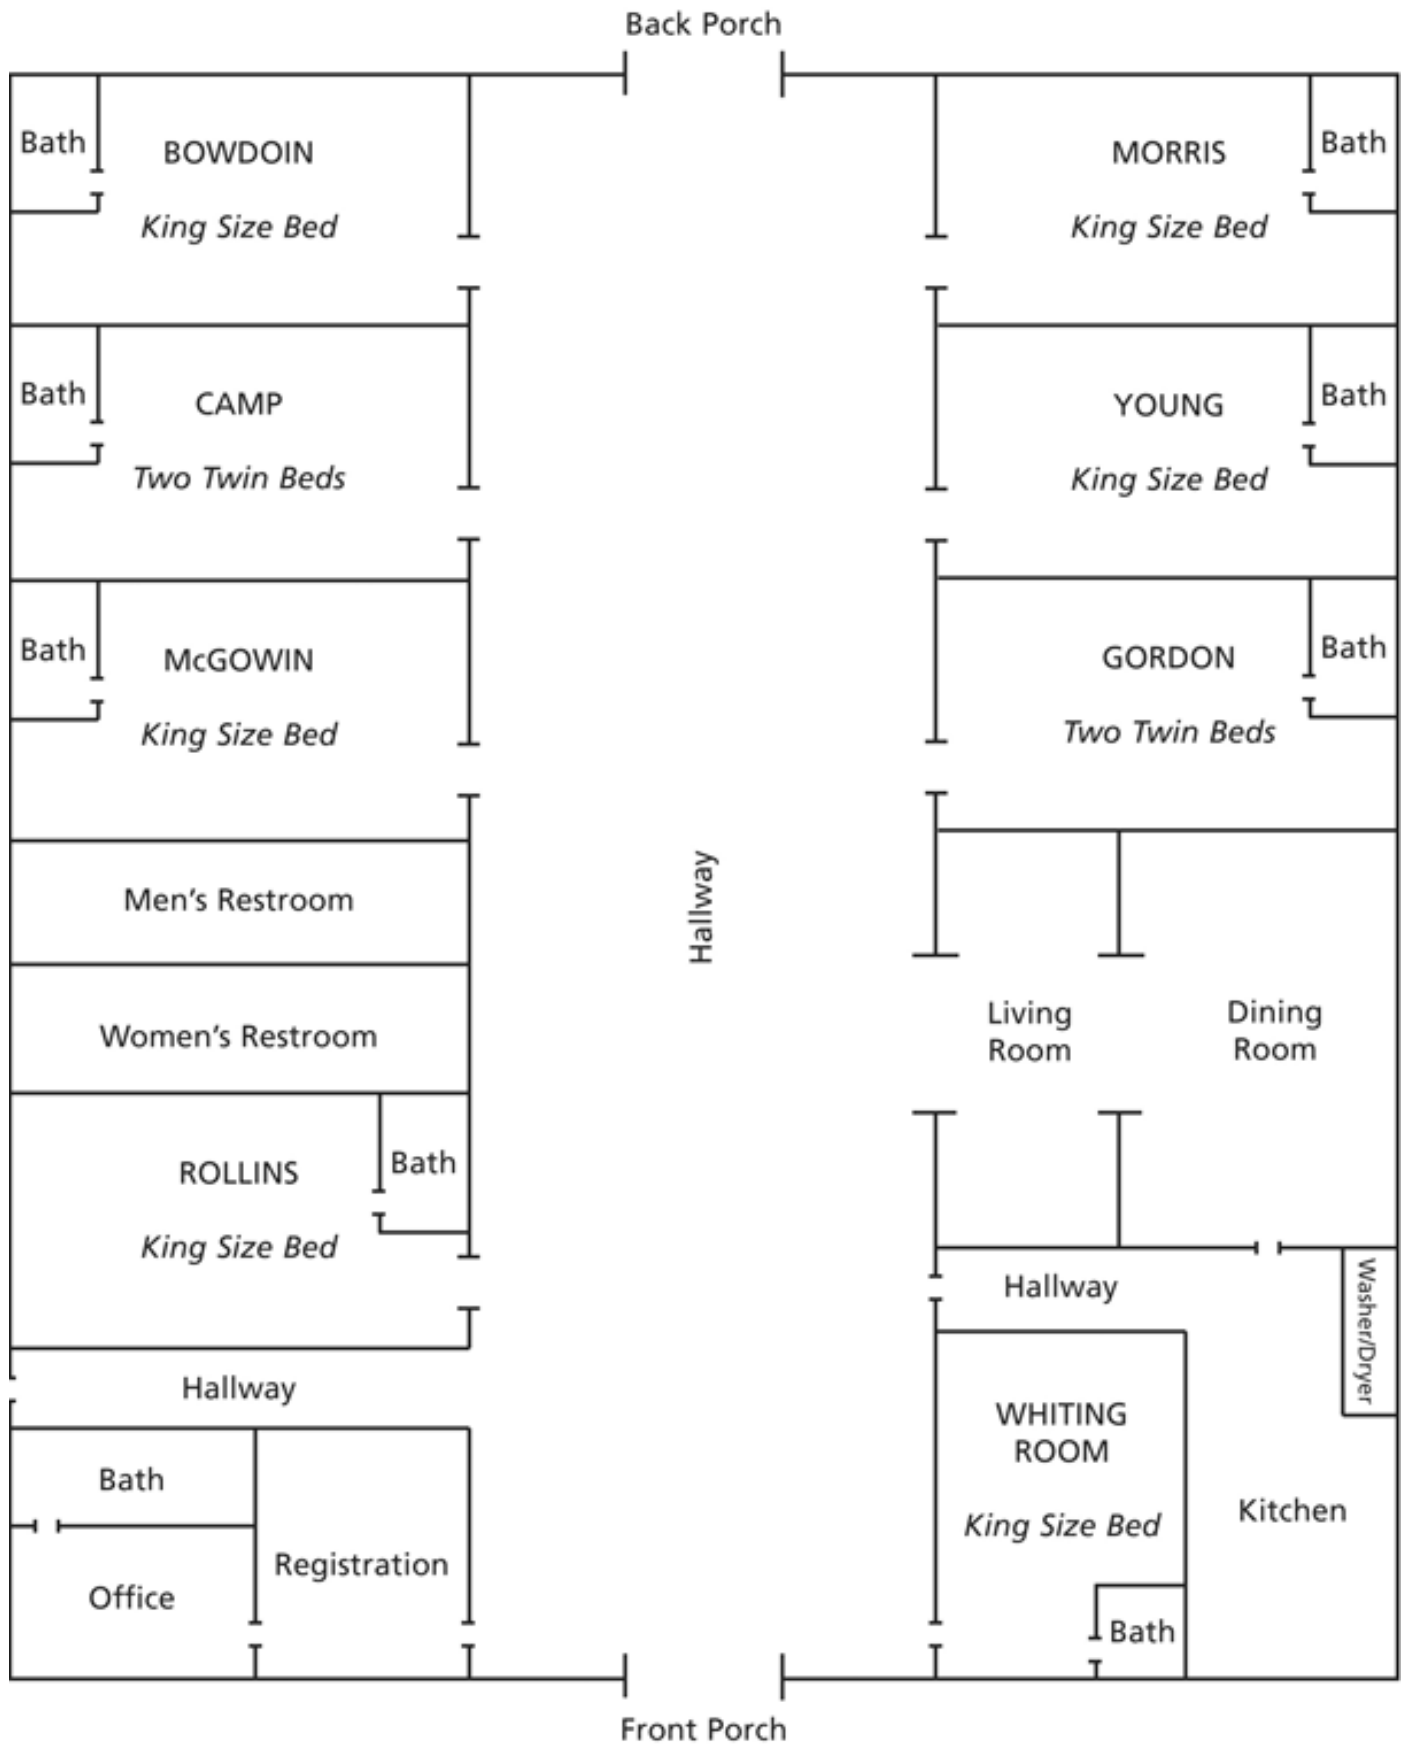 Back Porch
Bath
BOWDOIN
King Size Bed
MORRIS
King Size Bed
Bath
Bath
CAMP
Two Twin Beds
YOUNG
King Size Bed
Bath
Bath
McGOWIN
King Size Bed
GORDON
Two Twin Beds
Bath
Men's Restroom
Hallway
Women's Restroom
Living
Room
Dining
Room
ROLLINS
King Size Bed
Bath
Hallway
Washer/Dryer
Hallway
WHITING
ROOM
King Size Bed
Kitchen
Bath
Bath
Registration
Office
Front Porch